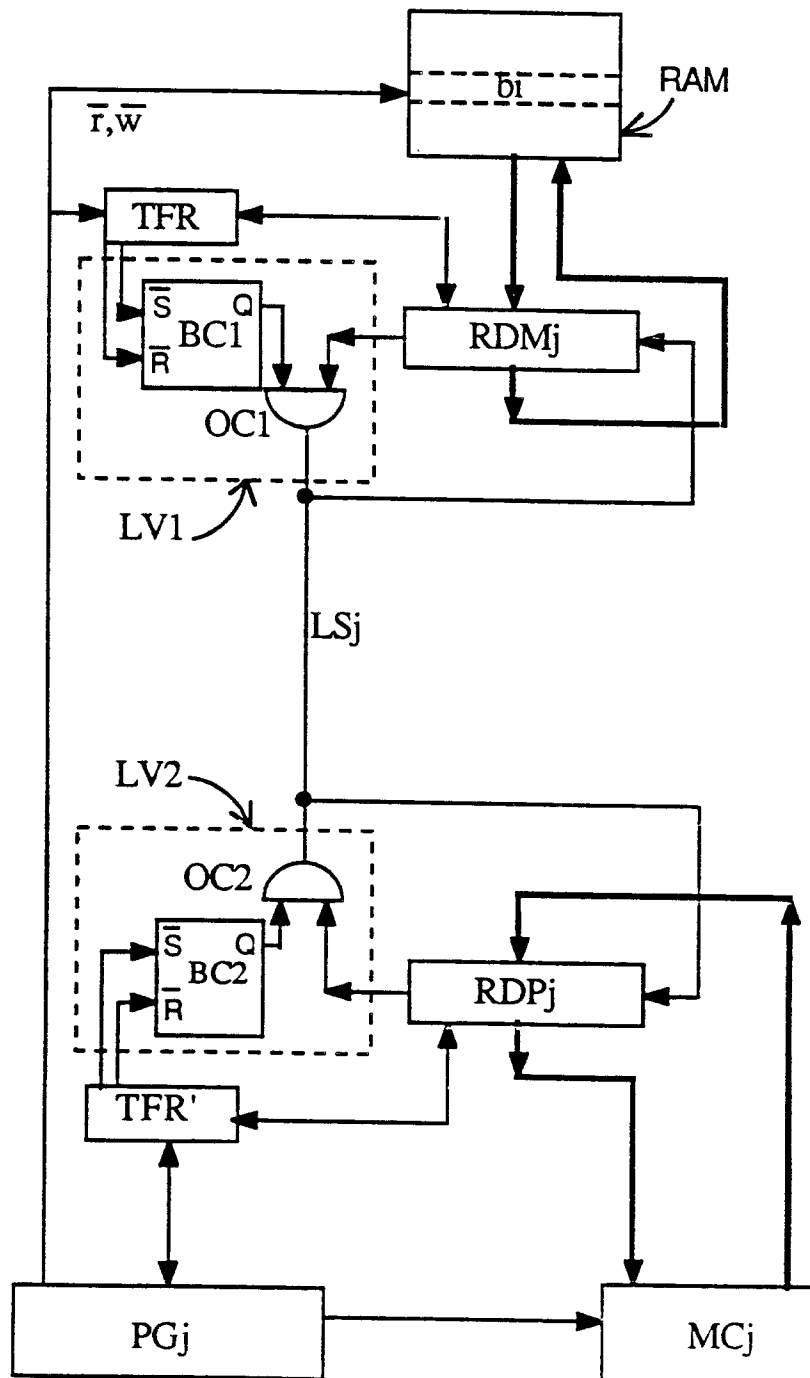 bi
RAM
r̅,w̅
TFR
S̅
Q
BC1
R̅
RDMj
OC1
LV1
LSj
LV2
OC2
S̅
Q
BC2
R̅
RDPj
TFR'
PGj
MCj